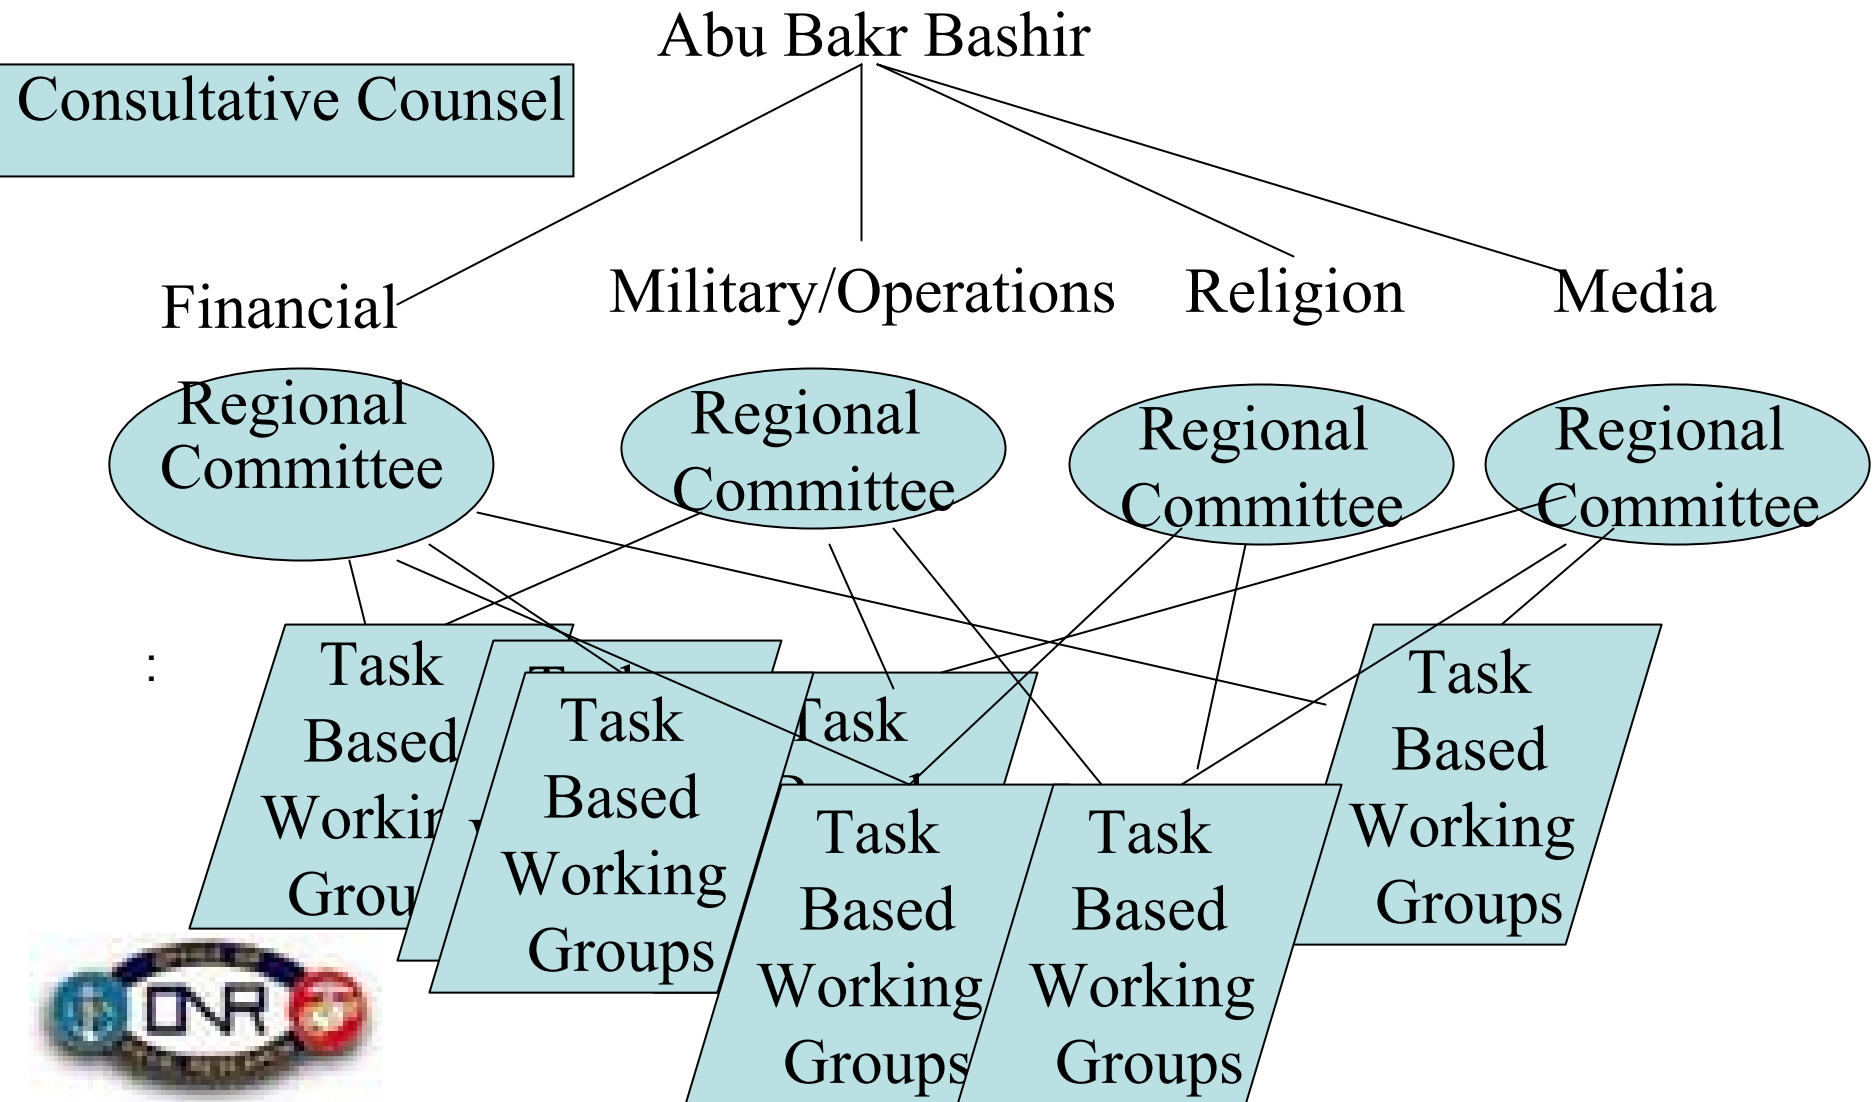 Abu Bakr Bashir
Consultative Counsel
Financial
Military/Operations
Religion
Media
Regional
Committee
Regional
Committee
Regional
Committee
Regional
Committee
:
Task
Based
Workin
Grou
Task
Based
Working
Groups
Task
Task
Based
Working
Groups
Task
Based
Working
Groups
Task
Based
Working
Groups
ONR